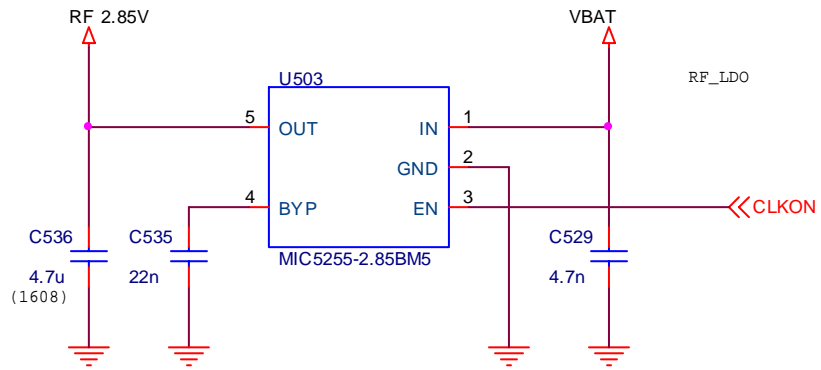 RF 2.85V
VBAT
RF_LDO
U503
5 OUT IN 1
GND 2
4 BYP EN 3
CLKON
C536
C535
C529
MIC5255-2.85BM5
4.7u
22n
4.7n
(1608)